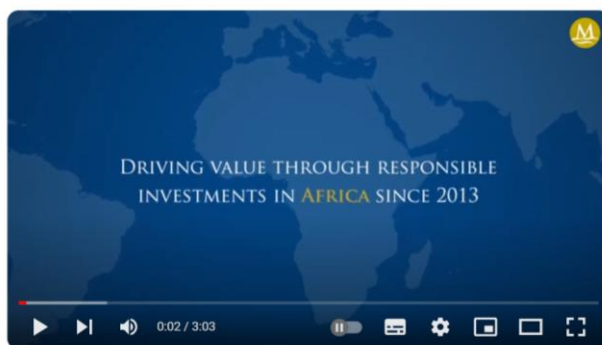 M
DRIVING VALUE THROUGH RESPONSIBLE
INVESTMENTS IN AFRICA SINCE 2013
0:02 / 3:03